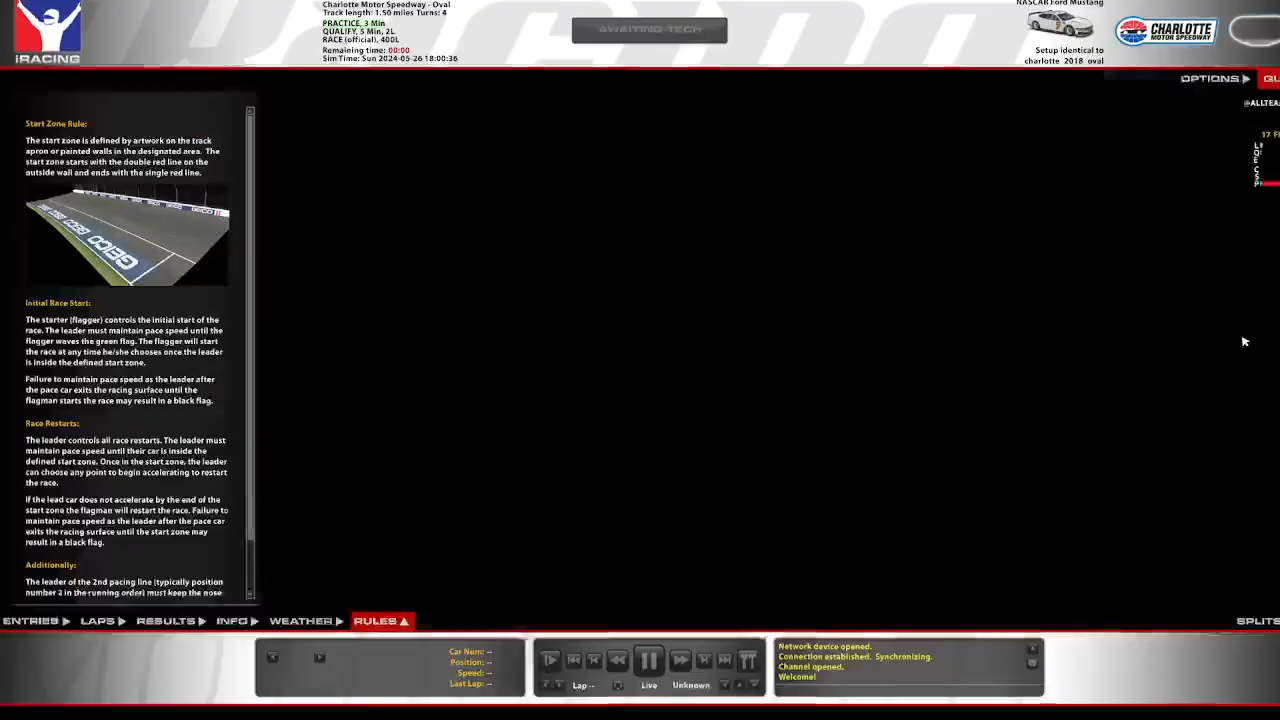 iRACING
Charlotte Motor Speedway - Oval
Track length: 1.50 miles Turns: 4
PRACTICE, 3 Min
QUALIFY, 5 Min, 2L
RACE (official), 400L
Remaining time: 00:00
Sim Time: Sun 2024-05-26 18:00:36
AWAITING TECH
NASCAR Ford Mustang
Setup identical to
charlotte 2018 oval
CHARLOTTE
MOTOR SPEEDWAY
OPTIONS
QU
@ALLTEA
17 F
Start Zone Rule:
The start zone is defined by artwork on the track
apron or painted walls in the designated area. The
start zone starts with the double red line on the
outside wall and ends with the single red line.
GEICO GEICO GEICO
Initial Race Start:
The starter (flagger) controls the initial start of the
race. The leader must maintain pace speed until the
flagger waves the green flag. The flagger will start
the race at any time he/she chooses once the leader
is inside the defined start zone.
Failure to maintain pace speed as the leader after
the pace car exits the racing surface until the
flagman starts the race may result in a black flag.
Race Restarts:
The leader controls all race restarts. The leader must
maintain pace speed until their car is inside the
defined start zone. Once in the start zone, the leader
can choose any point to begin accelerating to restart
the race.
If the lead car does not accelerate by the end of the
start zone the flagman will restart the race. Failure to
maintain pace speed as the leader after the pace car
exits the racing surface until the start zone may
result in a black flag.
Additionally:
The leader of the 2nd pacing line (typically position
number 2 in the running order) must keep the nose
ENTRIES LAPS RESULTS INFO WEATHER RULES
SPLITS
Car Num: --
Position: --
Speed: --
Last Lap: --
Lap -- Live Unknown
Network device opened.
Connection established. Synchronizing.
Channel opened.
Welcome!